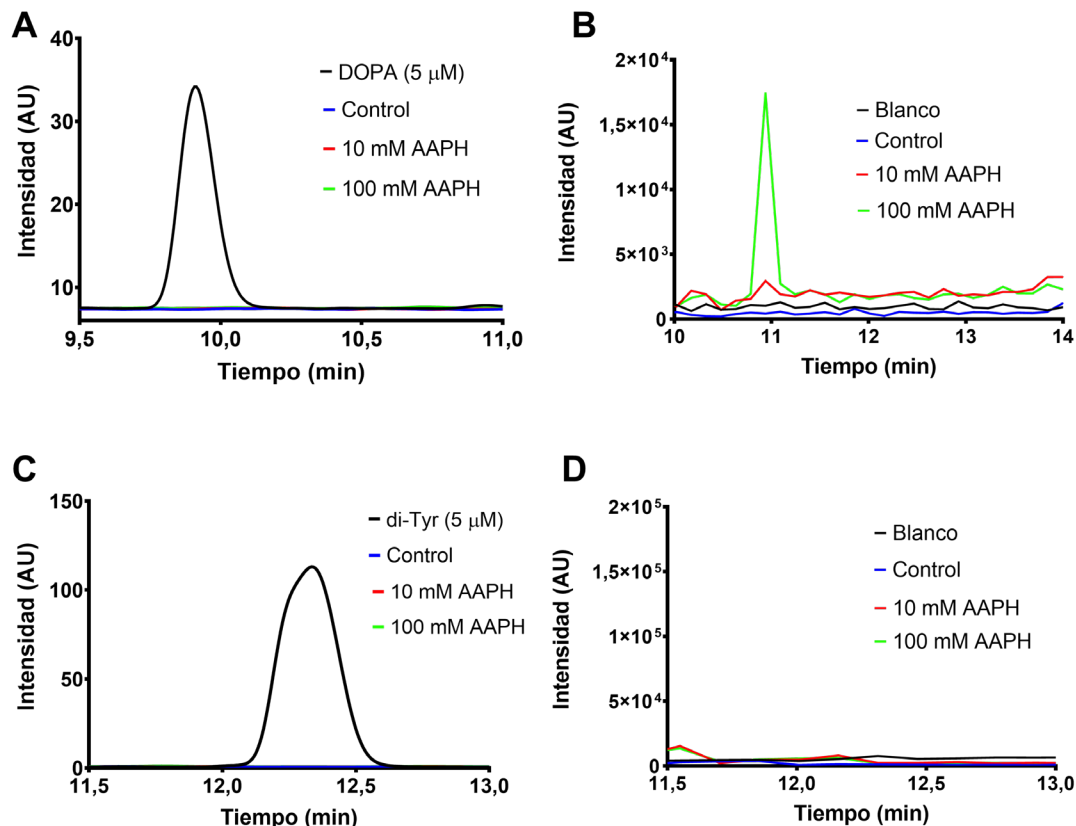 A
Intensidad (AU)
40
30
20
10
9,5
10,0
10,5
11,0
Tiempo (min)
DOPA (5 μM)
Control
10 mM AAPH
100 mM AAPH
B
Intensidad (AU)
2×10⁴
1,5×10⁴
1×10⁴
5×10³
0
10
11
12
13
14
Tiempo (min)
Blanco
Control
10 mM AAPH
100 mM AAPH
C
Intensidad (AU)
150
100
50
0
11,5
12,0
12,5
13,0
Tiempo (min)
di-Tyr (5 μM)
Control
10 mM AAPH
100 mM AAPH
D
Intensidad (AU)
2×10⁵
1,5×10⁵
1×10⁵
5×10⁴
0
11,5
12,0
12,5
13,0
Tiempo (min)
Blanco
Control
10 mM AAPH
100 mM AAPH